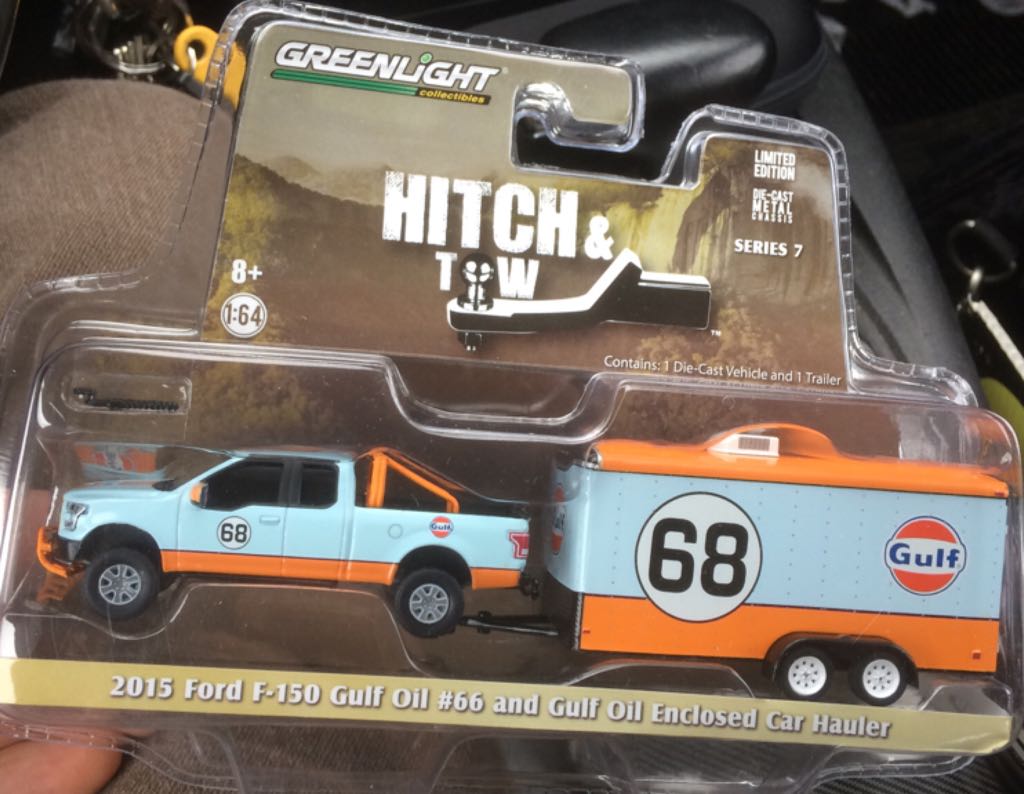 GREENLIGHT
collectibles
LIMITED
EDITION
DIE-CAST
METAL
CHASSIS
SERIES 7
HITCH &
TOW
8+
1:64
™
Contains: 1 Die-Cast Vehicle and 1 Trailer
68
Gulf
68
Gulf
2015 Ford F-150 Gulf Oil #66 and Gulf Oil Enclosed Car Hauler